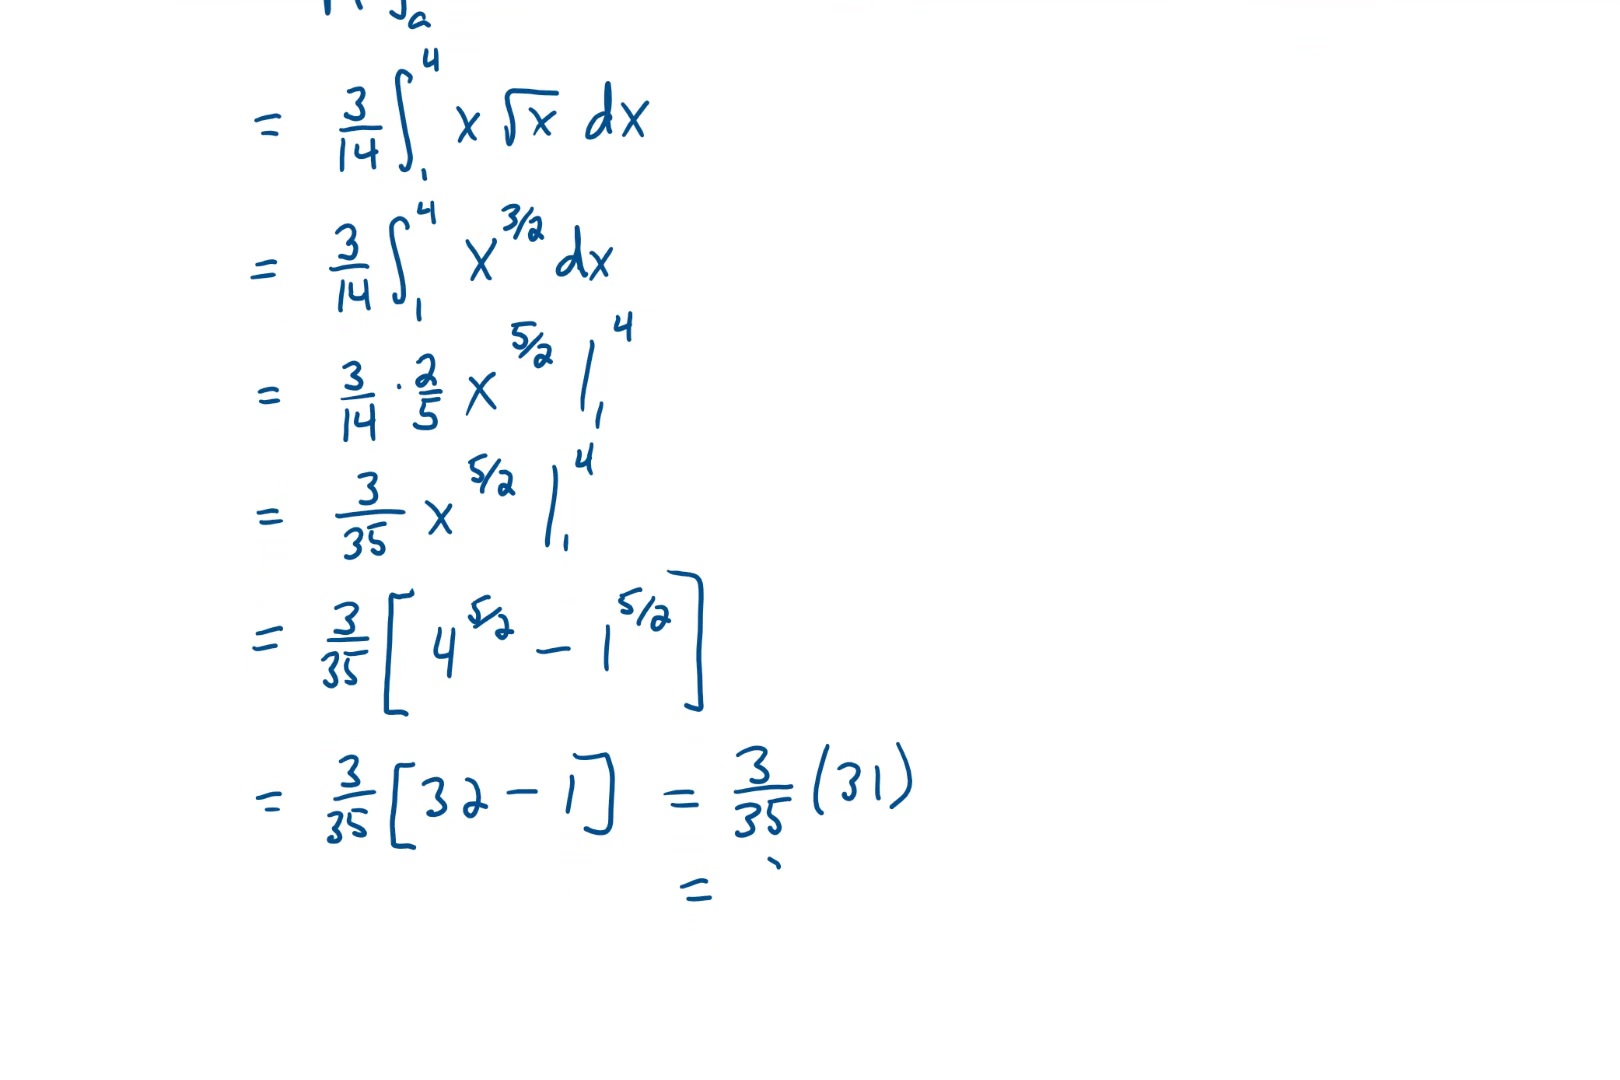 ∫ₐ
= 3/14 ∫₁⁴ x √x dx
= 3/14 ∫₁⁴ x^(3/2) dx
= 3/14 · 2/5 x^(5/2) |₁⁴
= 3/35 x^(5/2) |₁⁴
= 3/35 [ 4^(5/2) − 1^(5/2) ]
= 3/35 [32 − 1] = 3/35 (31)
=